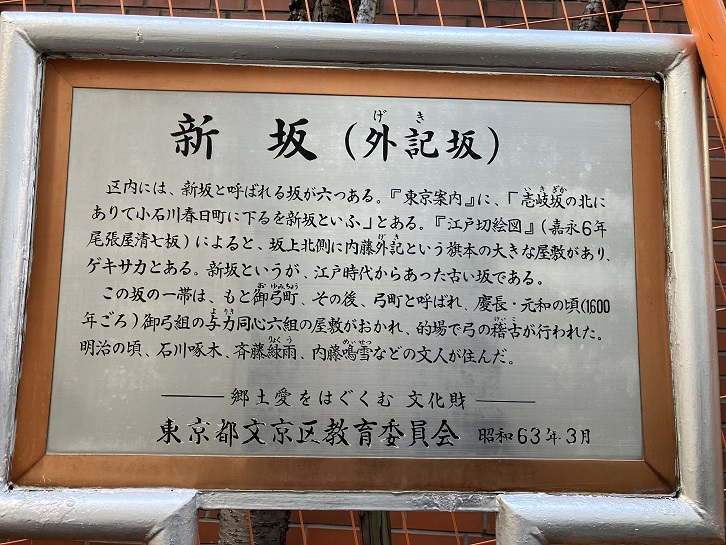 新坂（外記坂）
区内には、新坂と呼ばれる坂が六つある。『東京案内』に、「壱岐坂の北に
ありて小石川春日町に下るを新坂といふ」とある。『江戸切絵図』（嘉永6年
尾張屋清七板）によると、坂上北側に内藤外記という旗本の大きな屋敷があり、
ゲキサカとある。新坂というが、江戸時代からあった古い坂である。
この坂の一帯は、もと御弓町、その後、弓町と呼ばれ、慶長・元和の頃（1600
年ごろ）御弓組の与力同心六組の屋敷がおかれ、的場で弓の稽古が行われた。
明治の頃、石川啄木、斉藤緑雨、内藤鳴雪などの文人が住んだ。
郷土愛をはぐくむ 文化財
東京都文京区教育委員会 昭和63年3月